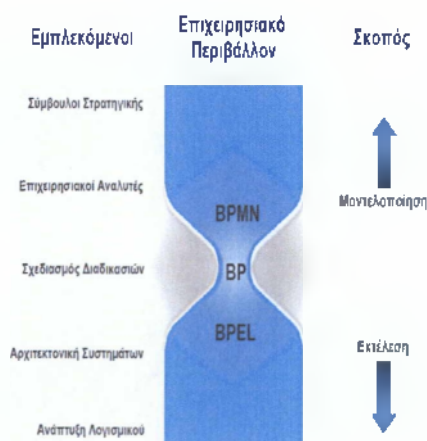 Εμπλεκόμενοι
Επιχειρησιακό
Περιβάλλον
Σκοπός
Σύμβουλοι Στρατηγικής
Επιχειρησιακοί Αναλυτές
BPMN
Μοντελοποίηση
Σχεδιασμός Διαδικασιών
BP
BPEL
Εκτέλεση
Αρχιτεκτονική Συστημάτων
Ανάπτυξη Λογισμικού